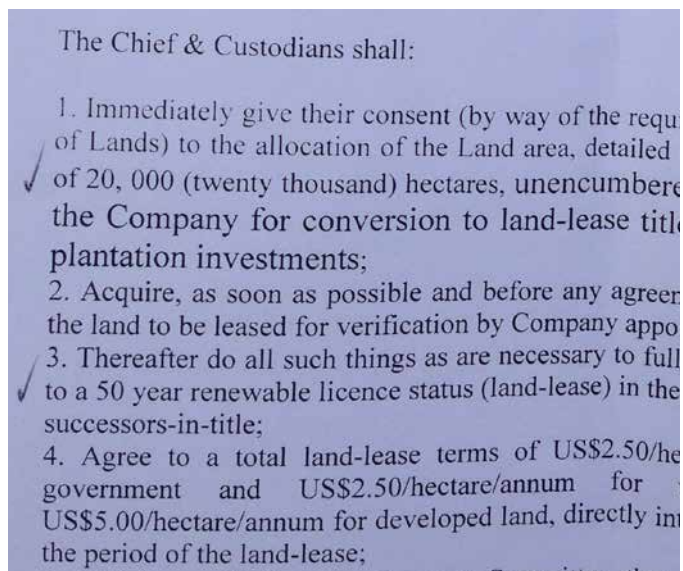 The Chief & Custodians shall:
1. Immediately give their consent (by way of the requi
of Lands) to the allocation of the Land area, detailed
of 20, 000 (twenty thousand) hectares, unencumbere
the Company for conversion to land-lease title
plantation investments;
2. Acquire, as soon as possible and before any agreem
the land to be leased for verification by Company appo
3. Thereafter do all such things as are necessary to full
to a 50 year renewable licence status (land-lease) in the
successors-in-title;
4. Agree to a total land-lease terms of US$2.50/he
government and US$2.50/hectare/annum for
US$5.00/hectare/annum for developed land, directly int
the period of the land-lease;